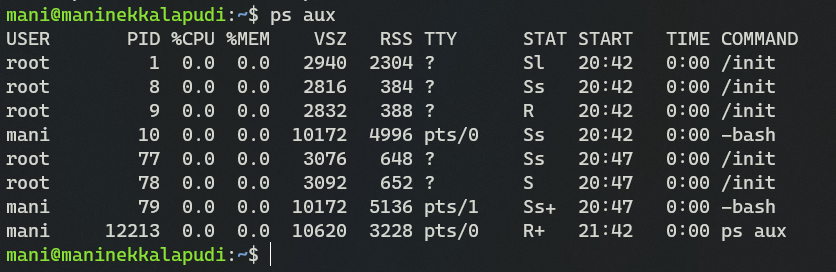 mani@maninekkalapudi:~$ ps aux
USER       PID %CPU %MEM    VSZ   RSS TTY      STAT START   TIME COMMAND
root         1  0.0  0.0   2940  2304 ?        Sl   20:42   0:00 /init
root         8  0.0  0.0   2816   384 ?        Ss   20:42   0:00 /init
root         9  0.0  0.0   2832   388 ?        R    20:42   0:00 /init
mani        10  0.0  0.0  10172  4996 pts/0    Ss   20:42   0:00 -bash
root        77  0.0  0.0   3076   648 ?        Ss   20:47   0:00 /init
root        78  0.0  0.0   3092   652 ?        S    20:47   0:00 /init
mani        79  0.0  0.0  10172  5136 pts/1    Ss+  20:47   0:00 -bash
mani     12213  0.0  0.0  10620  3228 pts/0    R+   21:42   0:00 ps aux
mani@maninekkalapudi:~$